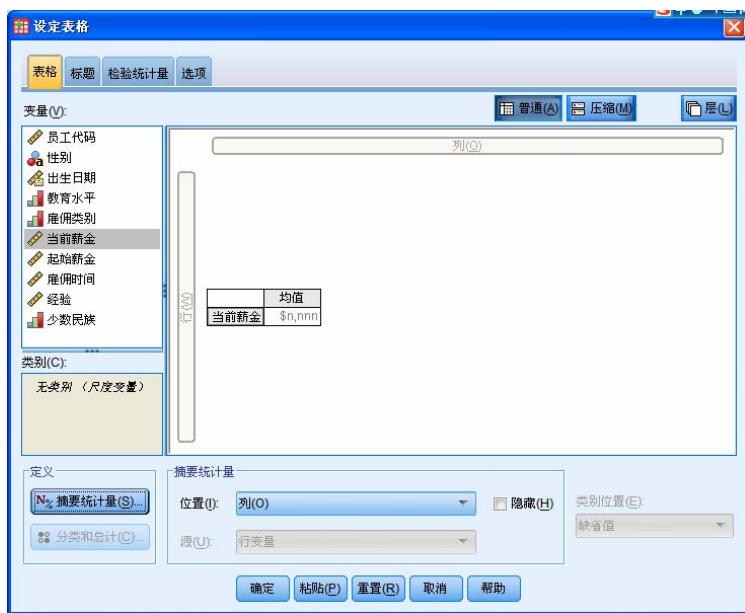 设定表格
表格 标题 检验统计量 选项
变量(V):
普通(A) 压缩(M) 层(L)
员工代码
性别
出生日期
教育水平
雇佣类别
当前薪金
起始薪金
雇佣时间
经验
少数民族
列(O)
行(W)
均值
当前薪金 $n,nnn
类别(C):
无类别 (尺度变量)
定义
N% 摘要统计量(S)...
分类和总计(C)...
摘要统计量
位置(I): 列(O) 隐藏(H)
源(U): 行变量
类别位置(E):
缺省值
确定 粘贴(P) 重置(R) 取消 帮助